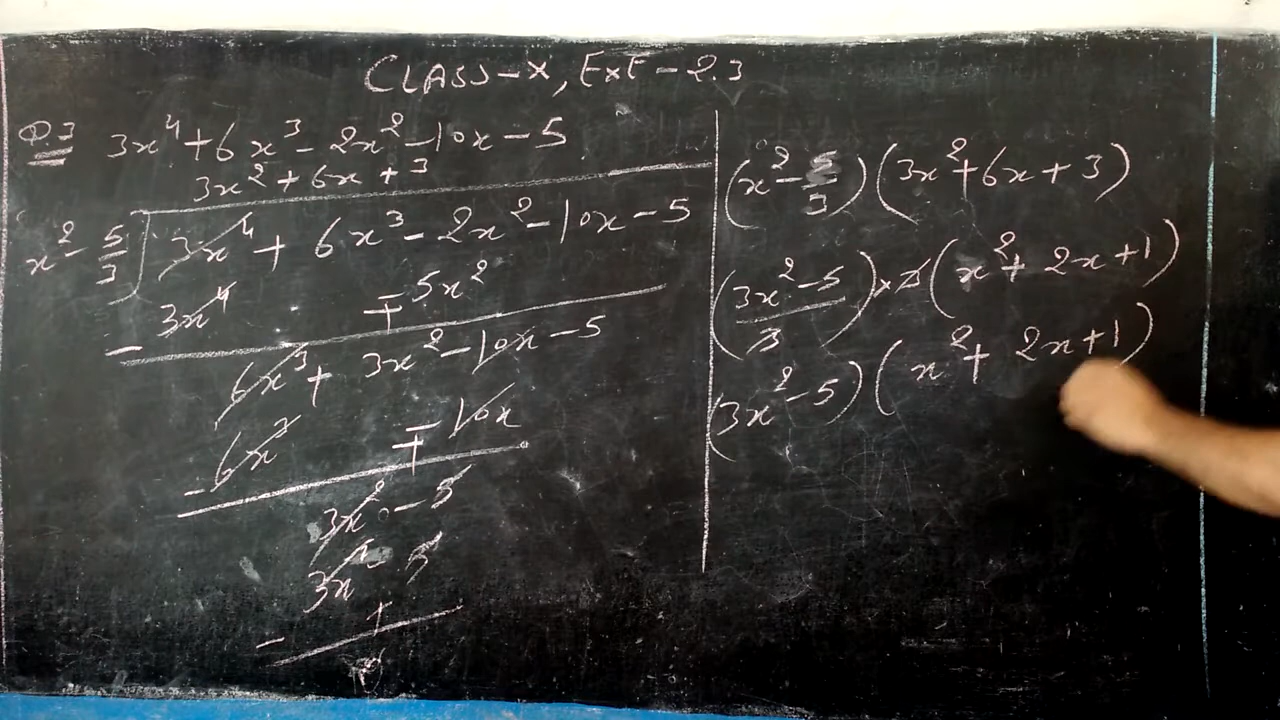 CLASS-X, EXE-2.3
Q.3 3x⁴+6x³-2x²-10x-5
3x²+6x+3
x²-5/3 ) 3x⁴+6x³-2x²-10x-5
3x⁴ -5x²
- +
6x³+3x²-10x-5
6x³ -10x
- +
3x²-5
3x²-5
- +
0
(x²-5/3)(3x²+6x+3)
(3x²-5/3)×3(x²+2x+1)
(3x²-5)(x²+2x+1)